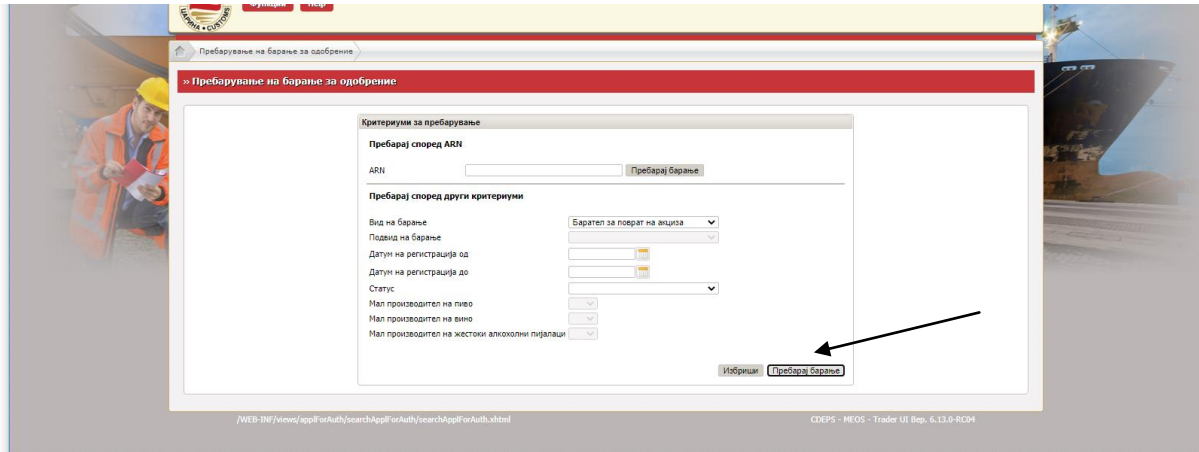 ЦАРИНА • CUSTOMS
Функции Help
Пребарување на барање за одобрение
» Пребарување на барање за одобрение
Критериуми за пребарување
Пребарај според ARN
ARN Пребарај барање
Пребарај според други критериуми
Вид на барање Барател за поврат на акциза
Подвид на барање
Датум на регистрација од
Датум на регистрација до
Статус
Мал производител на пиво
Мал производител на вино
Мал производител на жестоки алкохолни пијалаци
Избриши Пребарај барање
/WEB-INF/views/applForAuth/searchApplForAuth/searchApplForAuth.xhtml CDEPS - MEOS - Trader UI Вер. 6.13.0-RC04